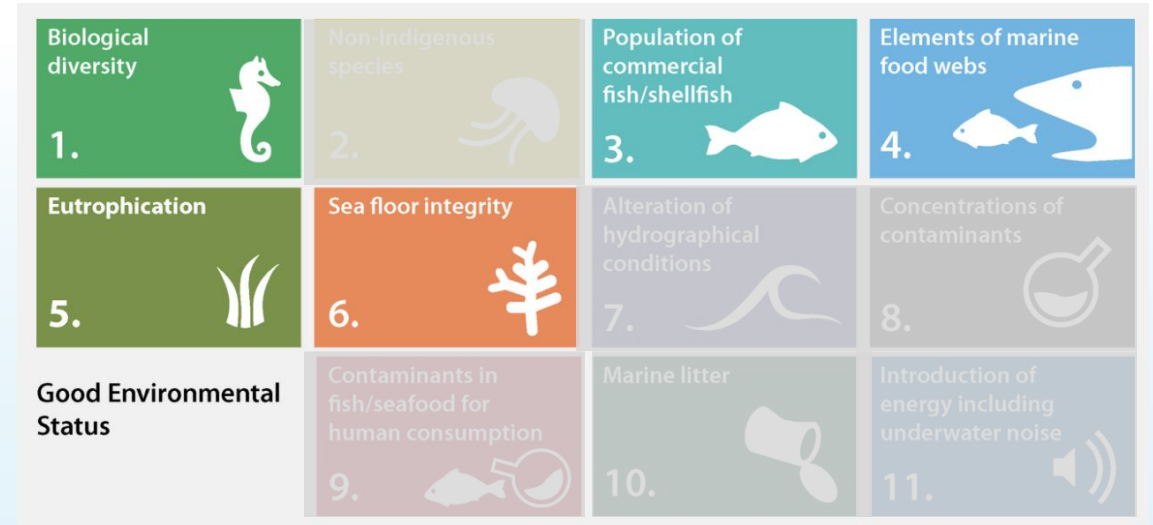 Biological
diversity
1.
Non-indigenous
species
2.
Population of
commercial
fish/shellfish
3.
Elements of marine
food webs
4.
Eutrophication
5.
Sea floor integrity
6.
Alteration of
hydrographical
conditions
7.
Concentrations of
contaminants
8.
Good Environmental
Status
Contaminants in
fish/seafood for
human consumption
9.
Marine litter
10.
Introduction of
energy including
underwater noise
11.